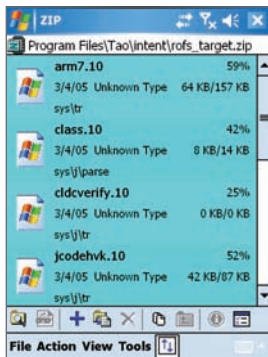 ZIP
Program Files\Tao\intent\rofs_target.zip
arm7.10 59%
3/4/05 Unknown Type 64 KB/157 KB
sys\tr
class.10 42%
3/4/05 Unknown Type 8 KB/14 KB
sys\j\parse
cldcverify.10 25%
3/4/05 Unknown Type 0 KB/0 KB
sys\j\tr
jcodehvk.10 52%
3/4/05 Unknown Type 42 KB/87 KB
sys\j\tr
File Action View Tools